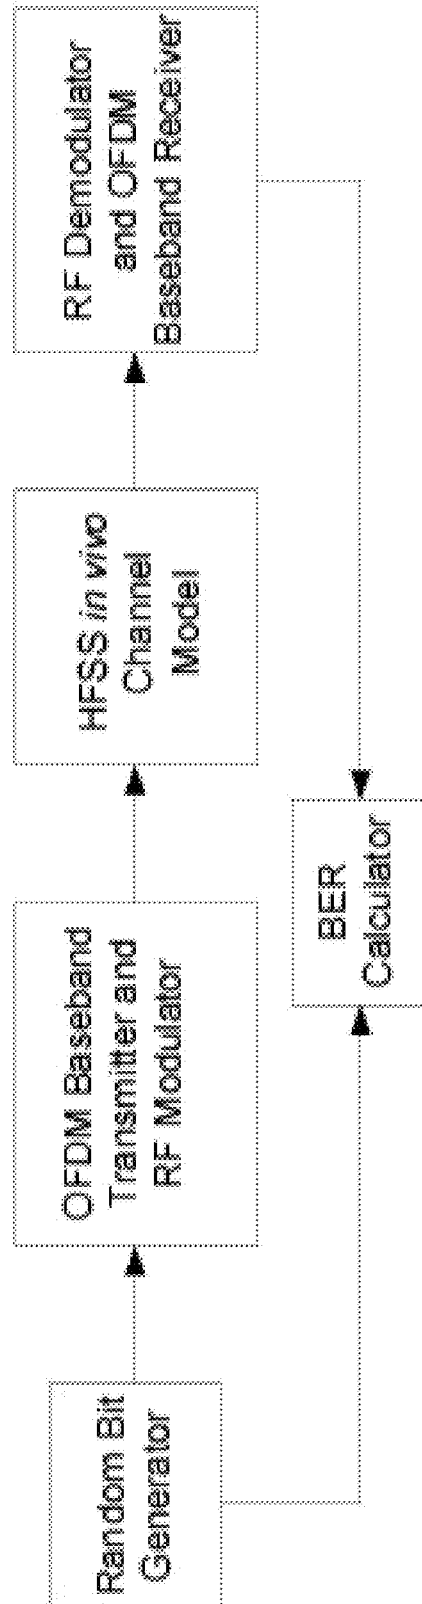 Random Bit
Generator
OFDM Baseband
Transmitter and
RF Modulator
HFSS in vivo
Channel
Model
RF Demodulator
and OFDM
Baseband Receiver
BER
Calculator